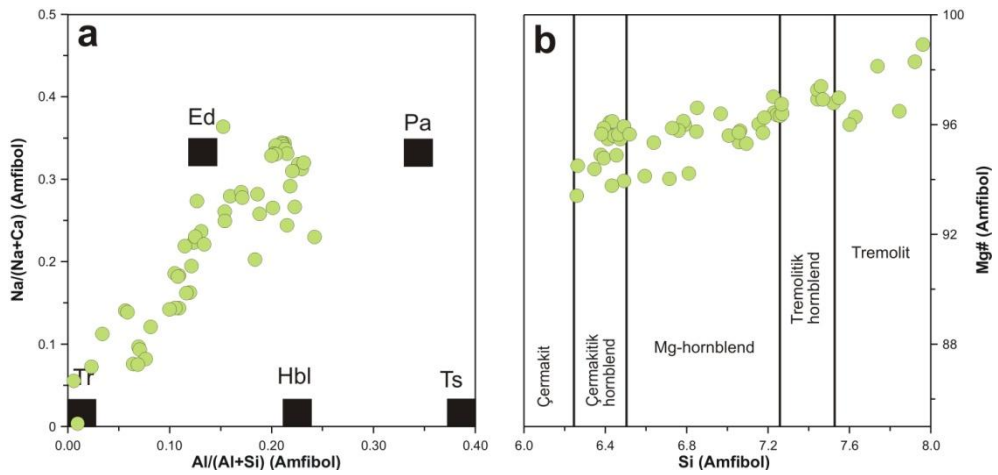 a
0.5
0.4
0.3
0.2
0.1
0
Na/(Na+Ca) (Amfibol)
Ed
Pa
Tr
Hbl
Ts
0.00
0.10
0.20
0.30
0.40
Al/(Al+Si) (Amfibol)
b
100
96
92
88
Mg# (Amfibol)
Çermakit
Çermakitik
hornblend
Mg-hornblend
Tremolitik
hornblend
Tremolit
6.0
6.4
6.8
7.2
7.6
8.0
Si (Amfibol)